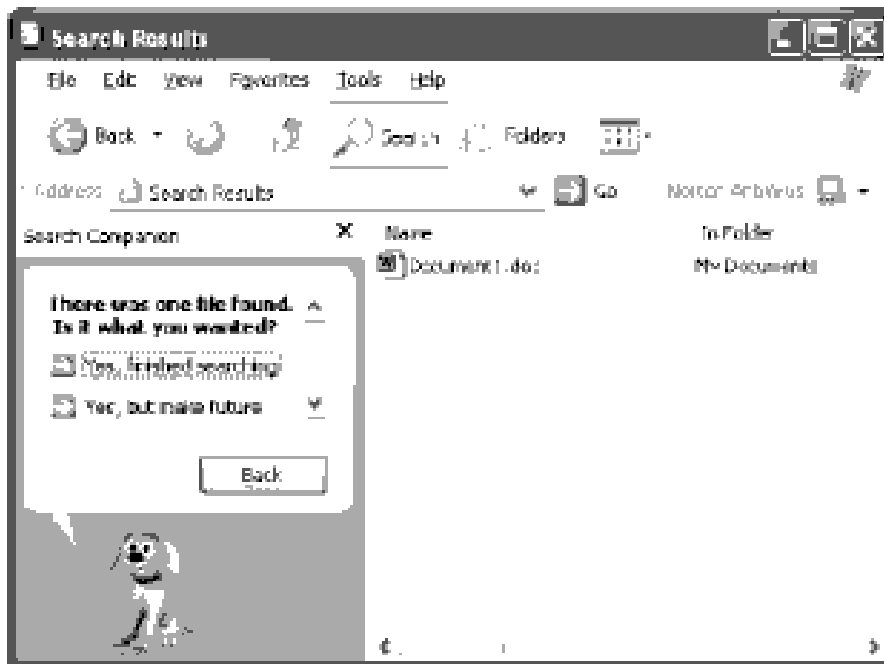 Search Results
File Edit View Favorites Tools Help
Back Search Folders
Address Search Results Go Norton AntiVirus
Search Companion
Name In Folder
Document1.doc My Documents
There was one file found.
Is it what you wanted?
Yes, finished searching
Yes, but make future
Back